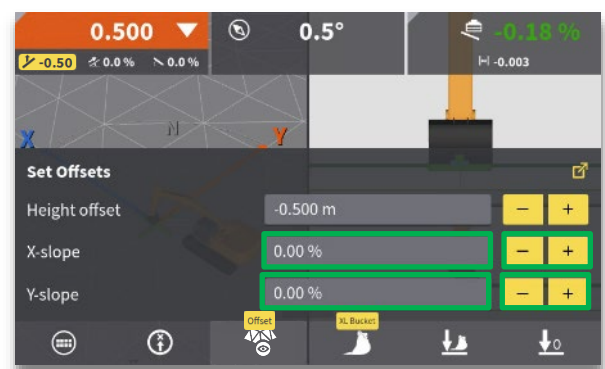 0.500 0.5° -0.18 %
-0.50 0.0 % 0.0 % -0.003
N
X Y
Set Offsets
Height offset -0.500 m − +
X-slope 0.00 % − +
Y-slope 0.00 % − +
Offset XL Bucket
0